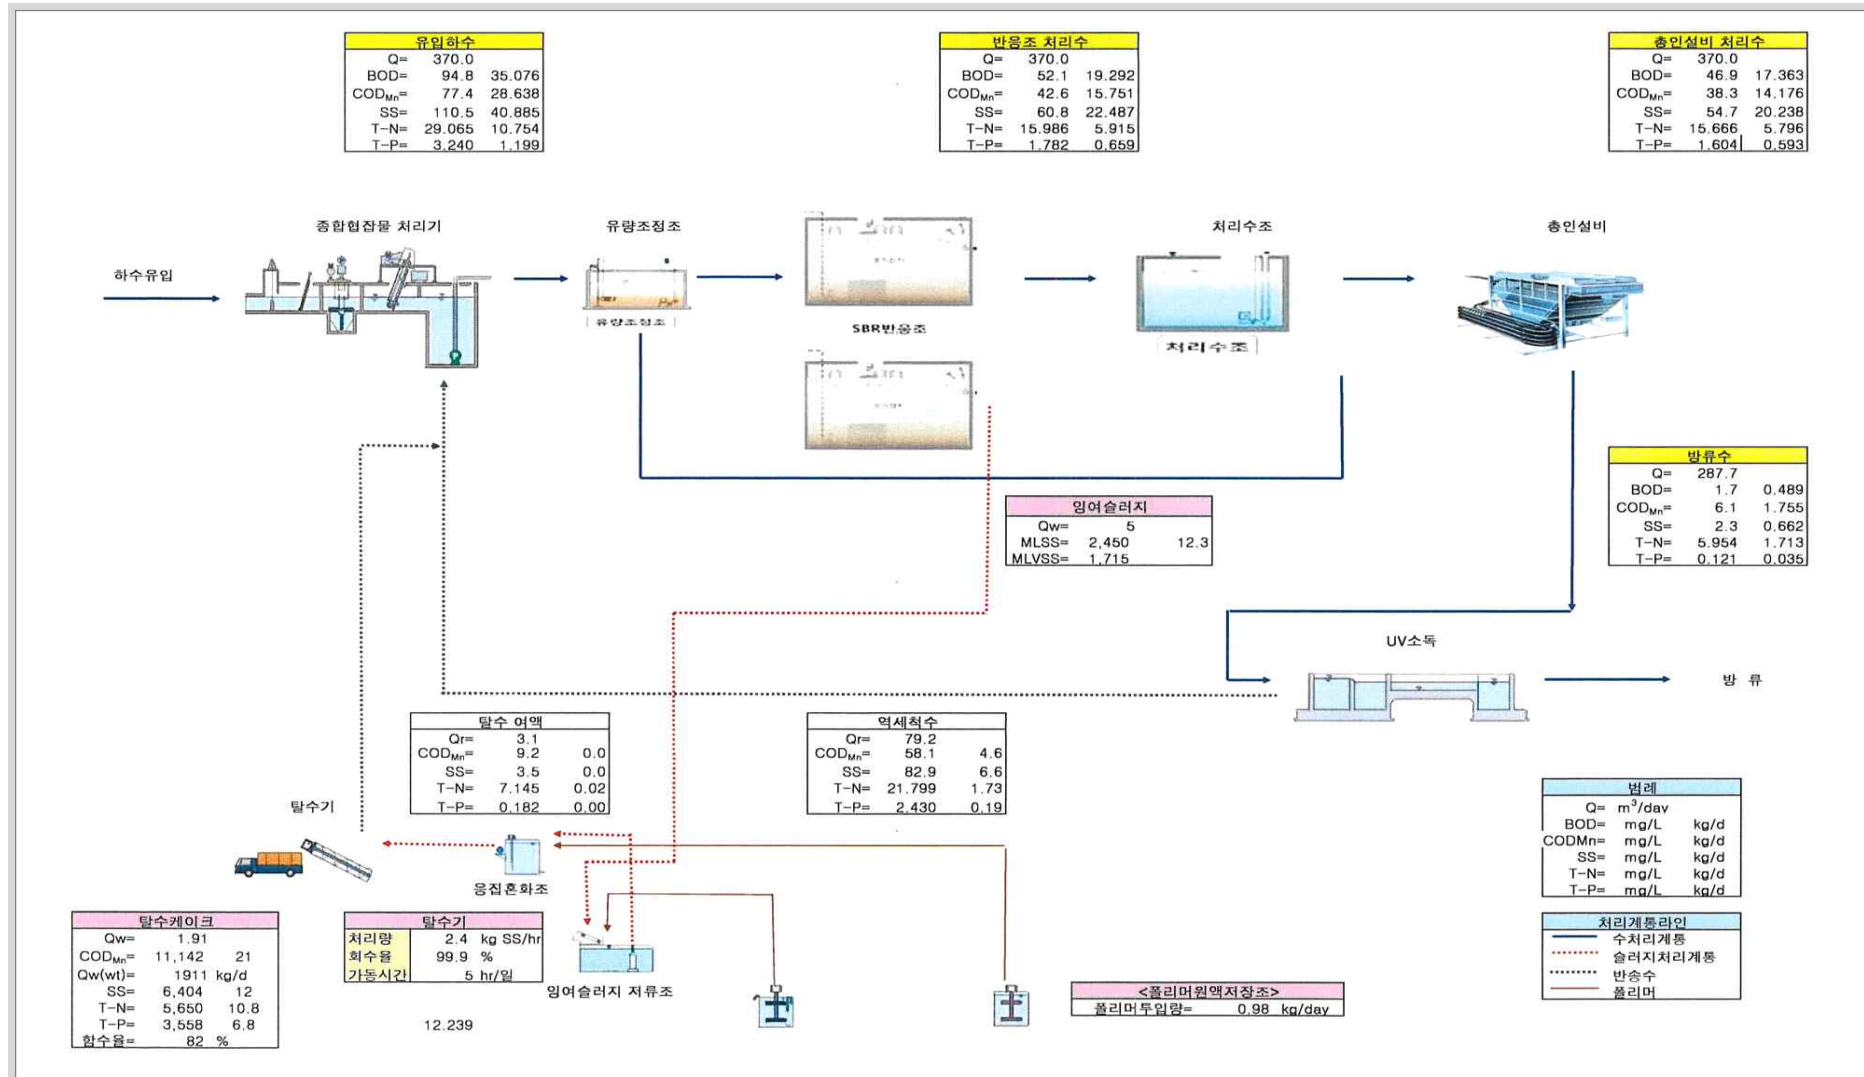 유입하수
Q= 370.0
BOD= 94.8 35.076
CODMn= 77.4 28.638
SS= 110.5 40.885
T-N= 29.065 10.754
T-P= 3.240 1.199
반응조 처리수
Q= 370.0
BOD= 52.1 19.292
CODMn= 42.6 15.751
SS= 60.8 22.487
T-N= 15.986 5.915
T-P= 1.782 0.659
총인설비 처리수
Q= 370.0
BOD= 46.9 17.363
CODMn= 38.3 14.176
SS= 54.7 20.238
T-N= 15.666 5.796
T-P= 1.604 0.593
하수유입
종합협잡물 처리기
유량조정조
유량조정조
SBR반응조
처리수조
처리수조
총인설비
방류수
Q= 287.7
BOD= 1.7 0.489
CODMn= 6.1 1.755
SS= 2.3 0.662
T-N= 5.954 1.713
T-P= 0.121 0.035
잉여슬러지
Qw= 5
MLSS= 2,450 12.3
MLVSS= 1,715
UV소독
방 류
탈수 여액
Qr= 3.1
CODMn= 9.2 0.0
SS= 3.5 0.0
T-N= 7.145 0.02
T-P= 0.182 0.00
역세척수
Qr= 79.2
CODMn= 58.1 4.6
SS= 82.9 6.6
T-N= 21.799 1.73
T-P= 2.430 0.19
범례
Q= m³/day
BOD= mg/L kg/d
CODMn= mg/L kg/d
SS= mg/L kg/d
T-N= mg/L kg/d
T-P= mg/L kg/d
탈수기
응집혼화조
탈수케이크
Qw= 1.91
CODMn= 11,142 21
Qw(wt)= 1911 kg/d
SS= 6,404 12
T-N= 5,650 10.8
T-P= 3,558 6.8
함수율= 82 %
탈수기
처리량 2.4 kg SS/hr
회수율 99.9 %
가동시간 5 hr/일
12.239
잉여슬러지 저류조
<폴리머원액저장조>
폴리머투입량= 0.98 kg/day
처리계통라인
수처리계통
슬러지처리계통
반송수
폴리머